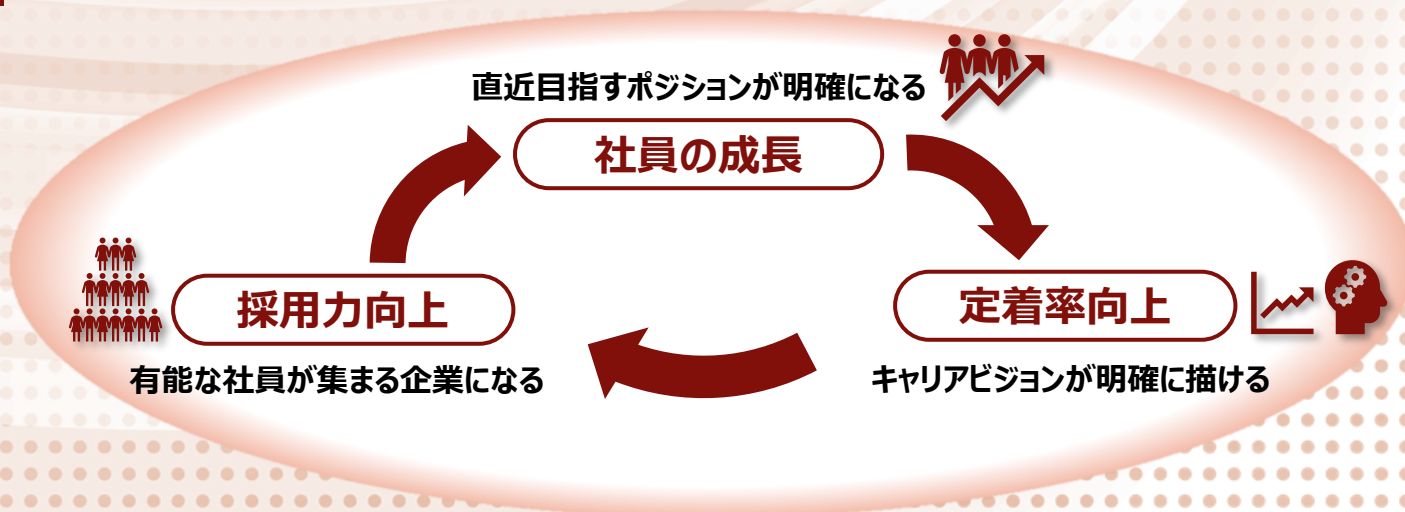 直近目指すポジションが明確になる
社員の成長
採用力向上
定着率向上
有能な社員が集まる企業になる
キャリアビジョンが明確に描ける